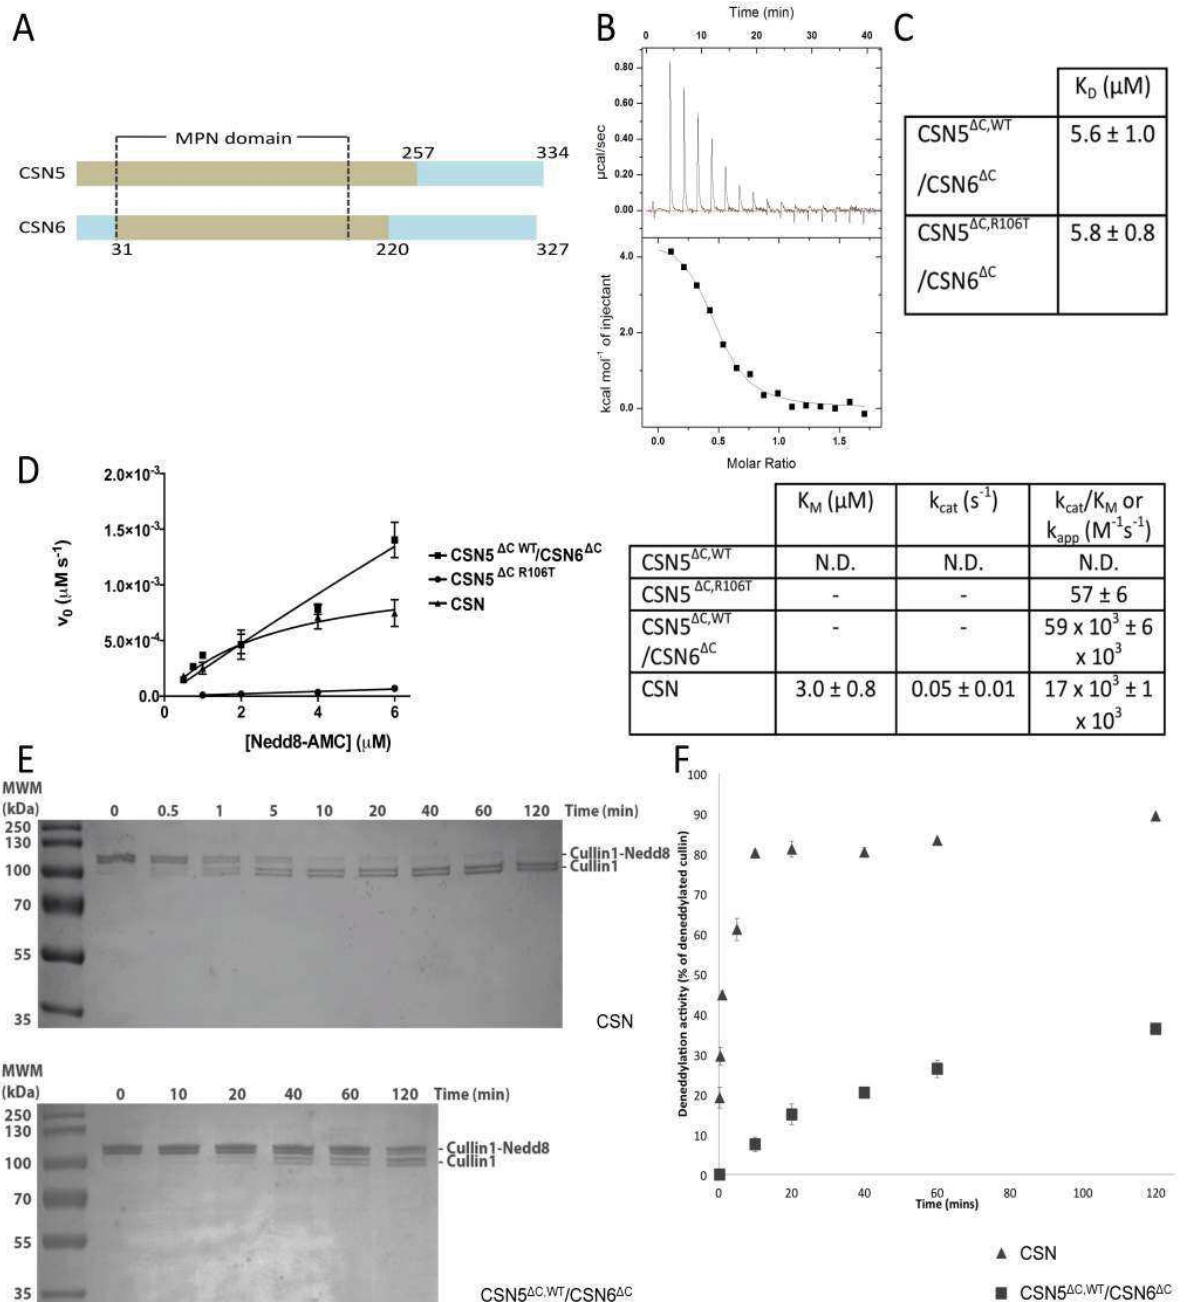 A
MPN domain
257
334
CSN5
CSN6
31
220
327
B
Time (min)
0 10 20 30 40
0.80
0.60
0.40
0.20
0.00
µcal/sec
4.0
2.0
0.0
kcal mol⁻¹ of injectant
0.0 0.5 1.0 1.5
Molar Ratio
C
K_D (µM)
CSN5^ΔC,WT
/CSN6^ΔC
5.6 ± 1.0
CSN5^ΔC,R106T
/CSN6^ΔC
5.8 ± 0.8
D
2.0×10⁻³
1.5×10⁻³
1.0×10⁻³
5.0×10⁻⁴
0.0
v₀ (µM s⁻¹)
0 2 4 6
[Nedd8-AMC] (µM)
CSN5^ΔC WT/CSN6^ΔC
CSN5^ΔC R106T
CSN
K_M (µM) k_cat (s⁻¹) k_cat/K_M or
k_app (M⁻¹s⁻¹)
CSN5^ΔC,WT N.D. N.D. N.D.
CSN5^ΔC,R106T - - 57 ± 6
CSN5^ΔC,WT - - 59 x 10³ ± 6
/CSN6^ΔC x 10³
CSN 3.0 ± 0.8 0.05 ± 0.01 17 x 10³ ± 1
x 10³
E
MWM
(kDa) 0 0.5 1 5 10 20 40 60 120 Time (min)
250
130
100
70
55
35
Cullin1-Nedd8
Cullin1
CSN
MWM
(kDa) 0 10 20 40 60 120 Time (min)
250
130
100
70
55
35
Cullin1-Nedd8
Cullin1
CSN5^ΔC,WT/CSN6^ΔC
F
100
90
80
70
60
50
40
30
20
10
0
Deneddylation activity (% of deneddylated cullin)
0 20 40 60 80 100 120
Time (mins)
CSN
CSN5^ΔC,WT/CSN6^ΔC